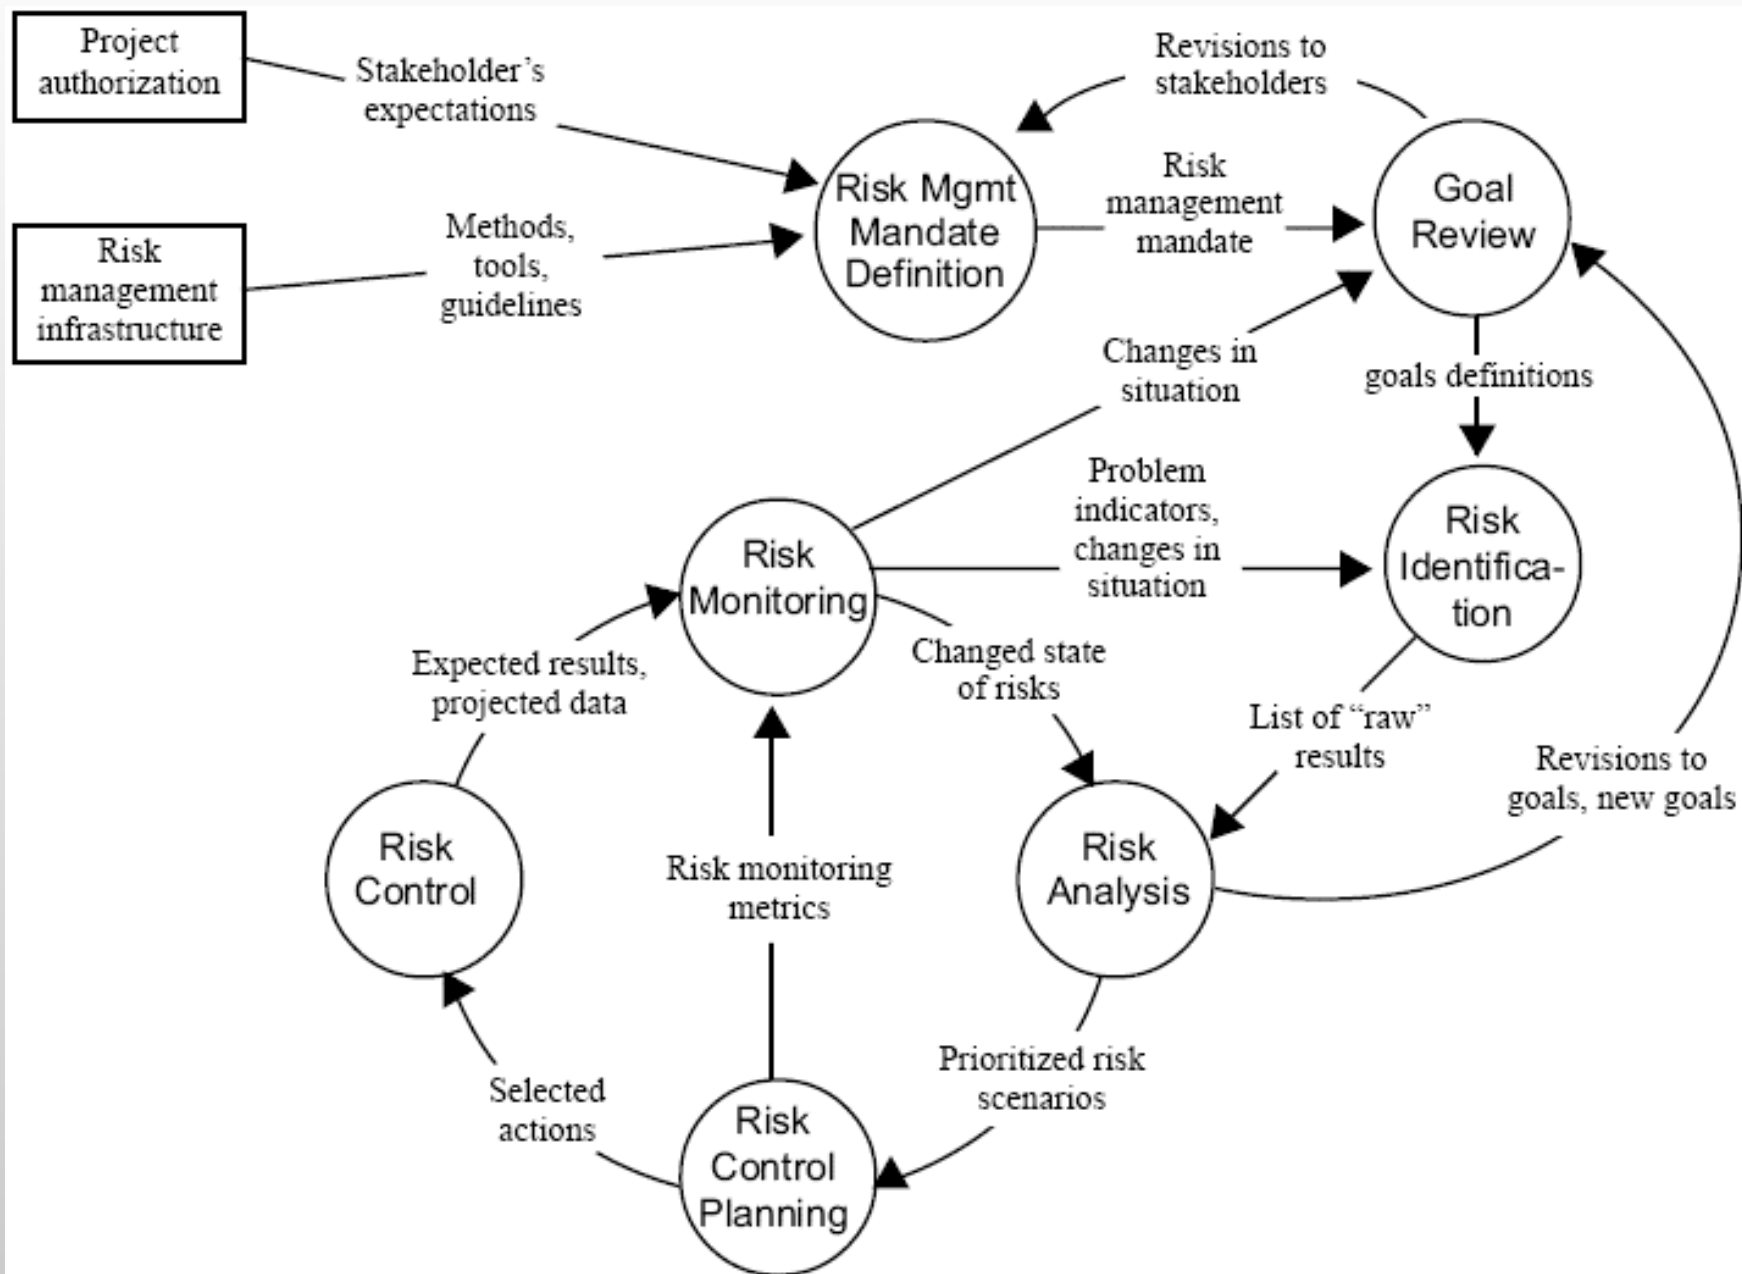 Project
authorization
Stakeholder's
expectations
Revisions to
stakeholders
Risk Mgmt
Mandate
Definition
Risk
management
mandate
Goal
Review
Risk
management
infrastructure
Methods,
tools,
guidelines
Changes in
situation
goals definitions
Problem
indicators,
changes in
situation
Risk
Identifica-
tion
Risk
Monitoring
Expected results,
projected data
Changed state
of risks
List of “raw”
results
Revisions to
goals, new goals
Risk
Control
Risk monitoring
metrics
Risk
Analysis
Selected
actions
Prioritized risk
scenarios
Risk
Control
Planning